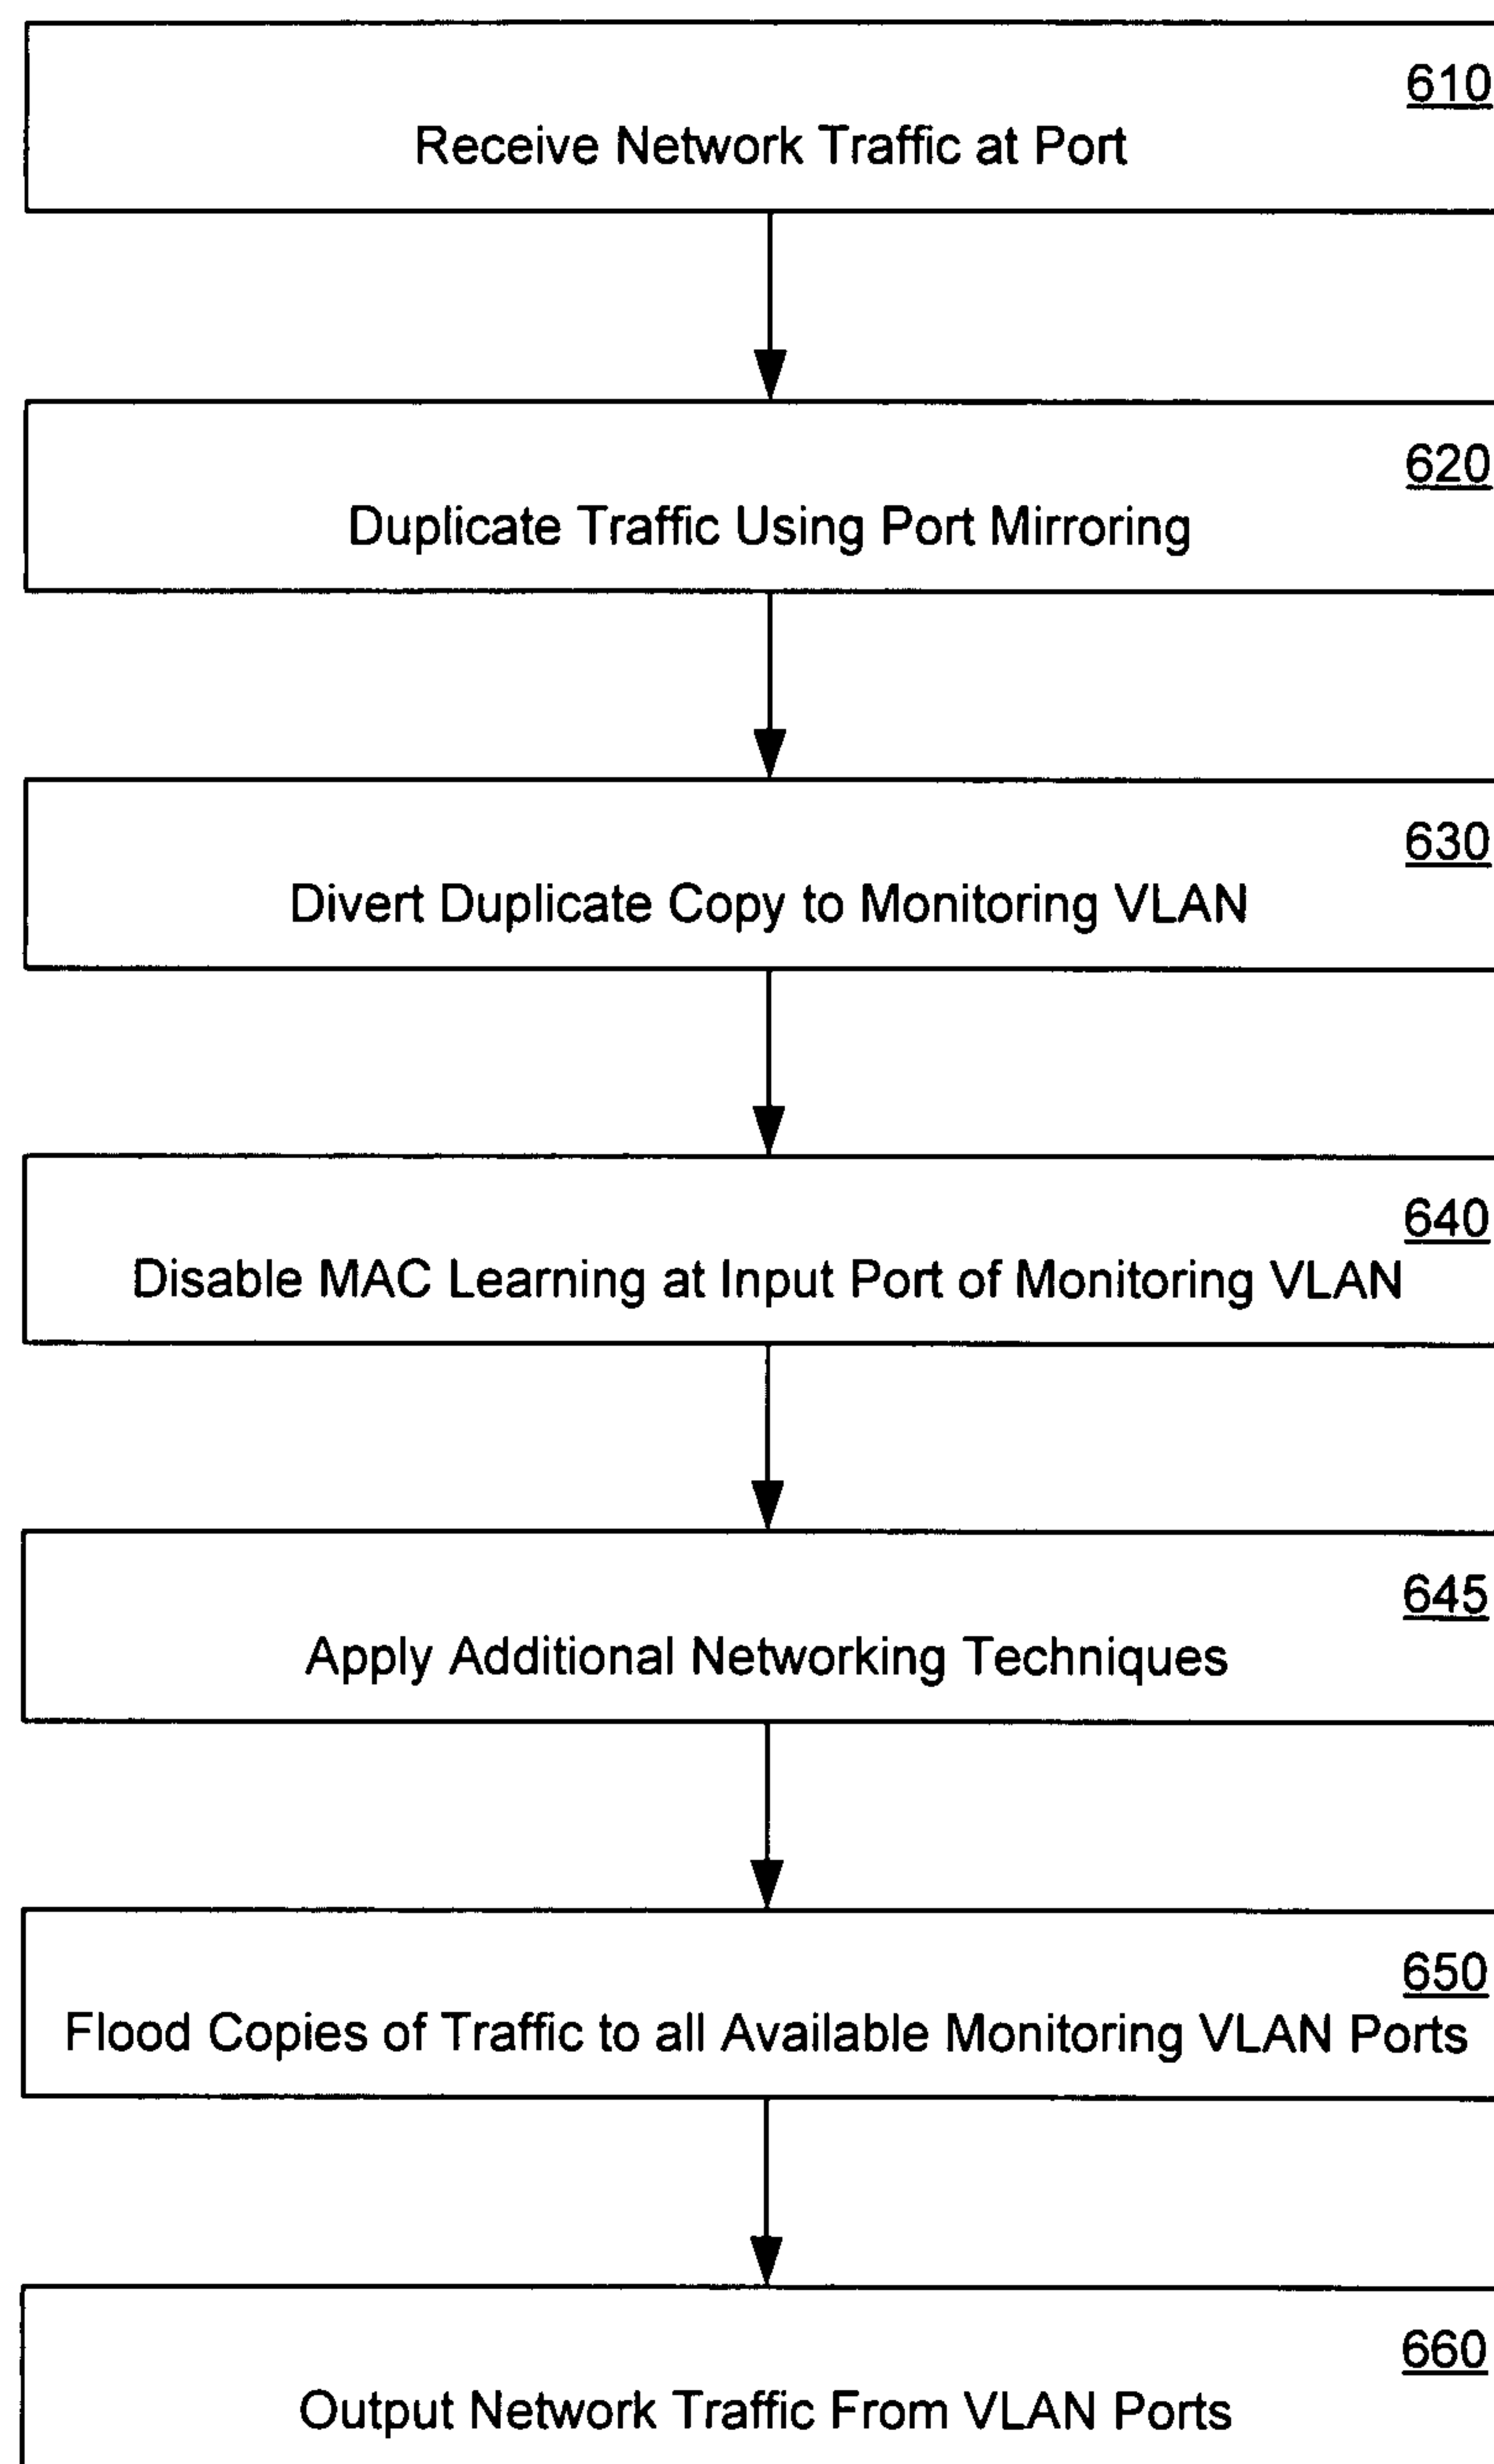 610
Receive Network Traffic at Port
620
Duplicate Traffic Using Port Mirroring
630
Divert Duplicate Copy to Monitoring VLAN
640
Disable MAC Learning at Input Port of Monitoring VLAN
645
Apply Additional Networking Techniques
650
Flood Copies of Traffic to all Available Monitoring VLAN Ports
660
Output Network Traffic From VLAN Ports